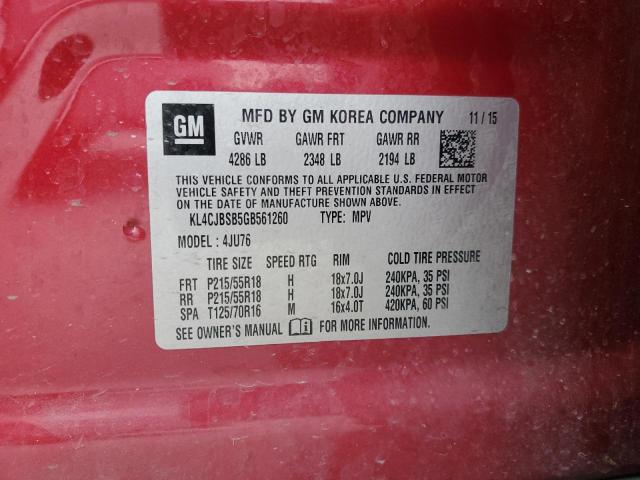 GM MFD BY GM KOREA COMPANY 11 / 15
GVWR GAWR FRT GAWR RR
4286 LB 2348 LB 2194 LB
THIS VEHICLE CONFORMS TO ALL APPLICABLE U.S. FEDERAL MOTOR
VEHICLE SAFETY AND THEFT PREVENTION STANDARDS IN EFFECT
ON THE DATE OF MANUFACTURE SHOWN ABOVE.
KL4CJBSB5GB561260 TYPE: MPV
MODEL : 4JU76
TIRE SIZE SPEED RTG RIM COLD TIRE PRESSURE
FRT P215/55R18 H 18x7.0J 240KPA, 35 PSI
RR P215/55R18 H 18x7.0J 240KPA, 35 PSI
SPA T125/70R16 M 16x4.0T 420KPA, 60 PSI
SEE OWNER'S MANUAL FOR MORE INFORMATION.